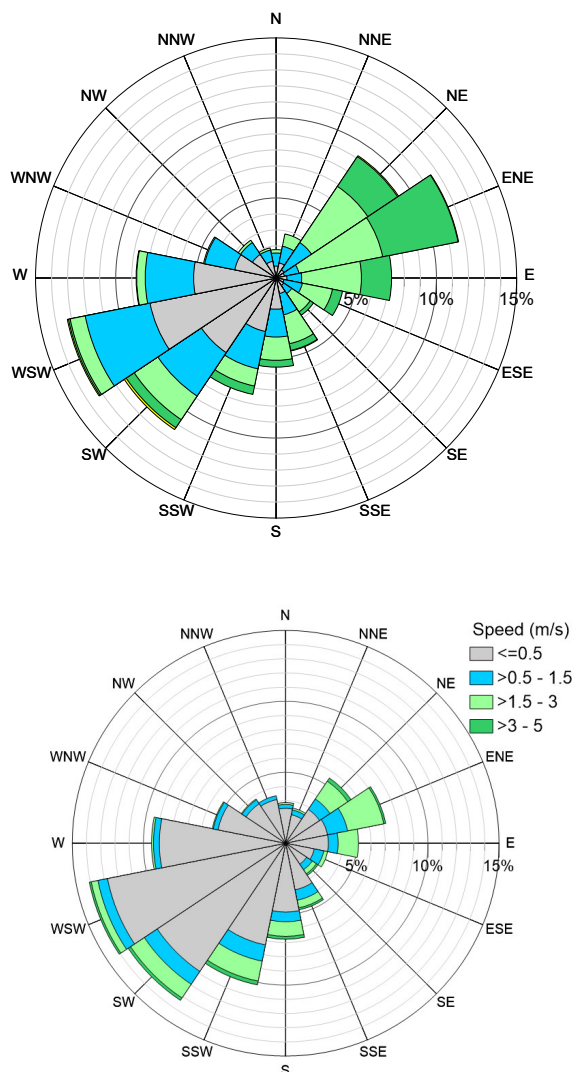 N
NNW
NNE
NW
NE
WNW
ENE
W
E
5%
10%
15%
WSW
ESE
SW
SE
SSW
SSE
S
N
NNW
NNE
Speed (m/s)
<=0.5
>0.5 - 1.5
>1.5 - 3
>3 - 5
NW
NE
WNW
ENE
W
E
5%
10%
15%
WSW
ESE
SW
SE
SSW
SSE
S